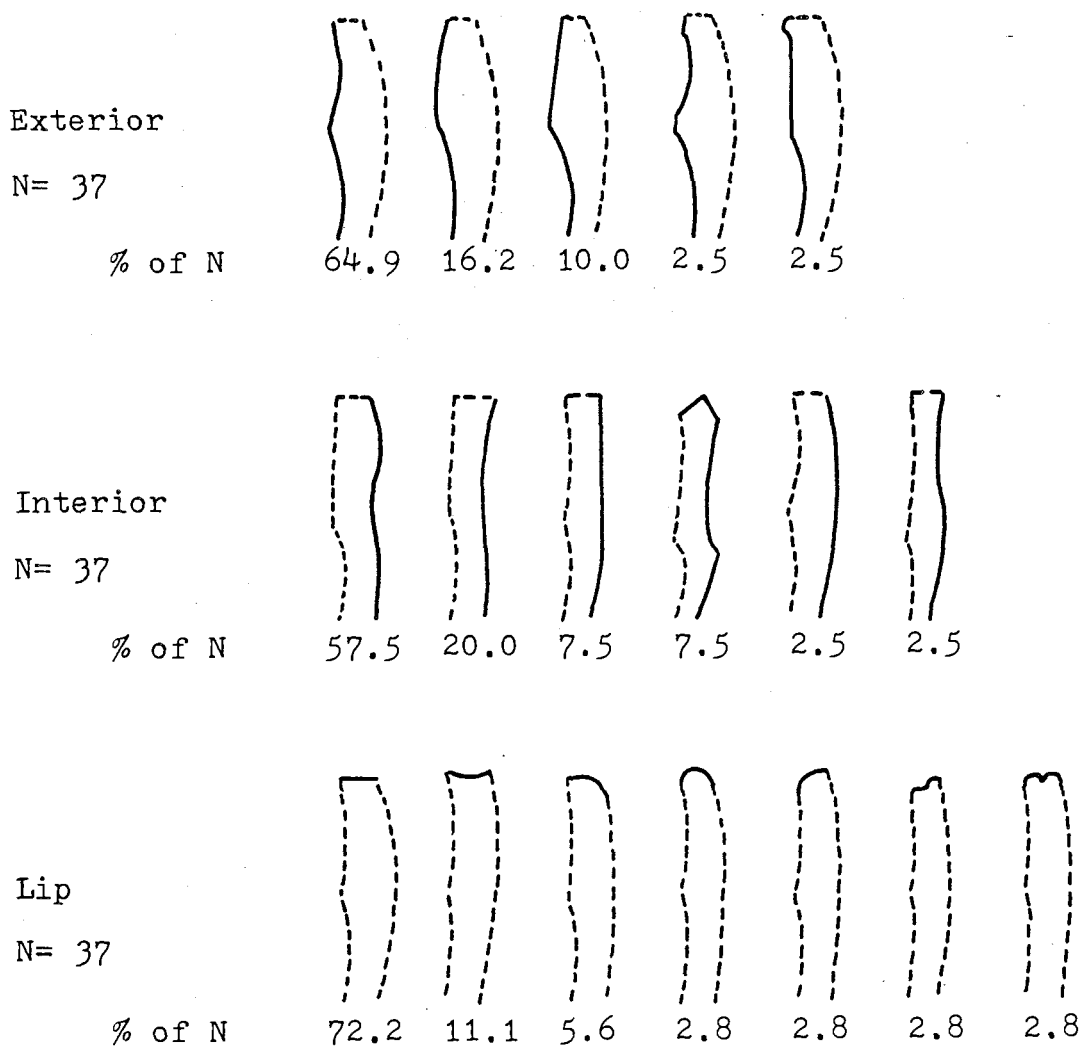 Exterior
N= 37
% of N 64.9 16.2 10.0 2.5 2.5
Interior
N= 37
% of N 57.5 20.0 7.5 7.5 2.5 2.5
Lip
N= 37
% of N 72.2 11.1 5.6 2.8 2.8 2.8 2.8